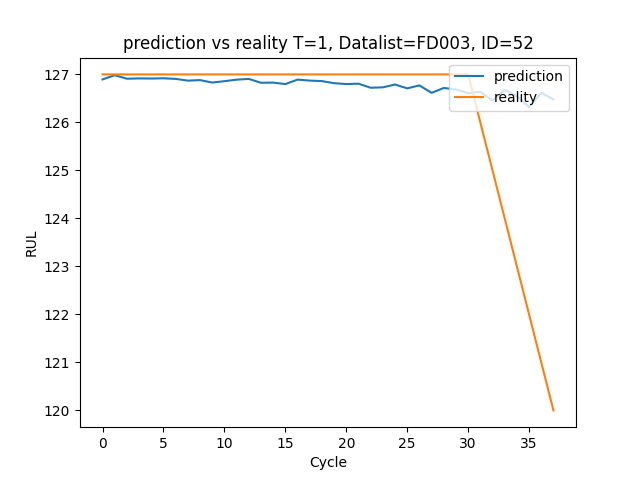 prediction vs reality T=1, Datalist=FD003, ID=52
127
126
125
124
123
122
121
120
RUL
prediction
reality
0 5 10 15 20 25 30 35
Cycle